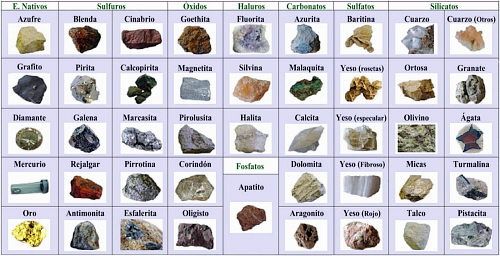 E. Nativos Sulfuros Óxidos Haluros Carbonatos Sulfatos Silicatos
Azufre Blenda Cinabrio Goethita Fluorita Azurita Baritina Cuarzo Cuarzo (Otros)
Grafito Pirita Calcopirita Magnetita Silvina Malaquita Yeso (rosetas) Ortosa Granate
Diamante Galena Marcasita Pirolusita Halita Calcita Yeso (especular) Olivino Ágata
Mercurio Rejalgar Pirrotina Corindón Fosfatos Dolomita Yeso (Fibroso) Micas Turmalina
Apatito
Oro Antimonita Esfalerita Oligisto Aragonito Yeso (Rojo) Talco Pistacita